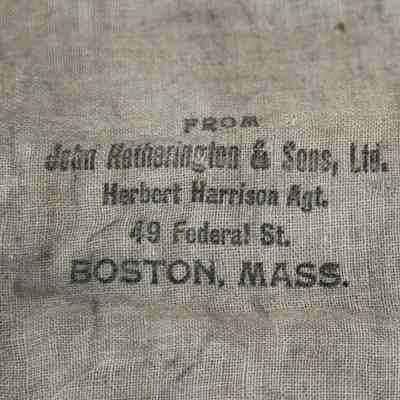 FROM
John Hetherington & Sons, Ltd.
Herbert Harrison Agt.
49 Federal St.
BOSTON, MASS.